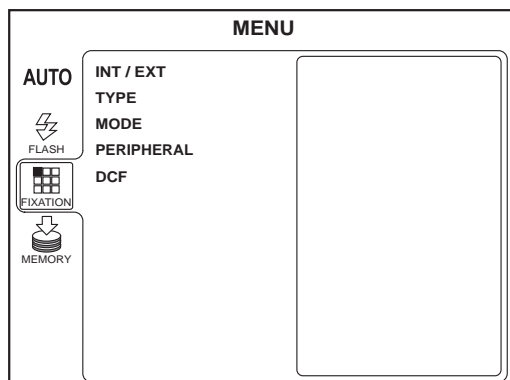 MENU
AUTO
FLASH
FIXATION
MEMORY
INT / EXT
TYPE
MODE
PERIPHERAL
DCF